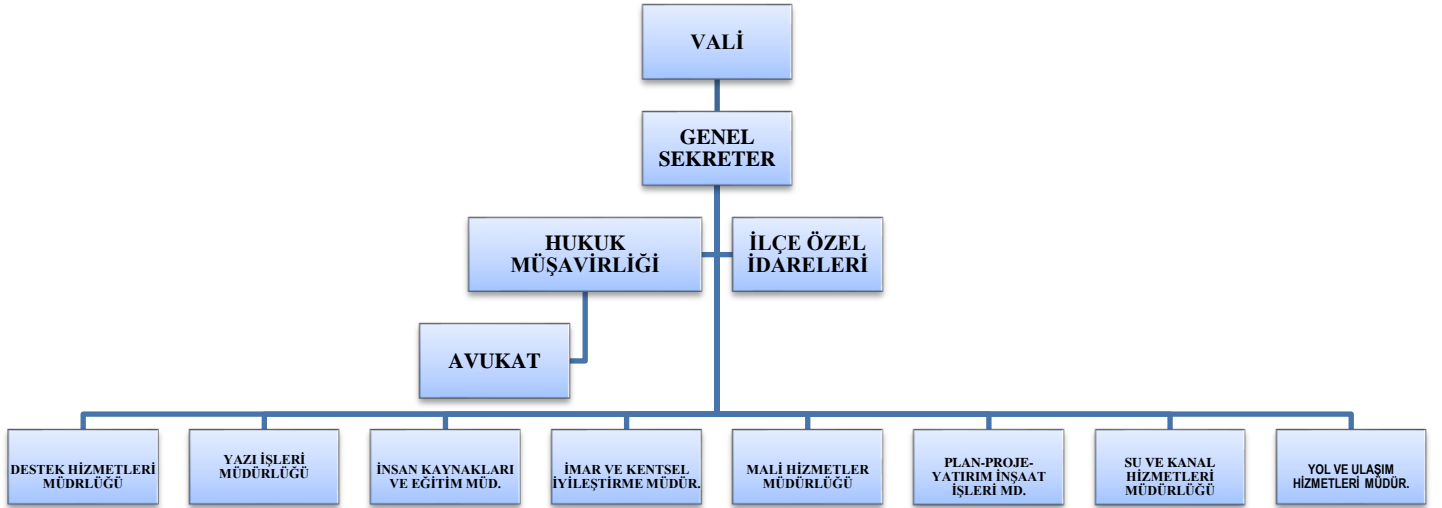 VALİ
GENEL
SEKRETER
HUKUK
MÜŞAVİRLİĞİ
İLÇE ÖZEL
İDARELERİ
AVUKAT
DESTEK HİZMETLERİ
MÜDRLÜĞÜ
YAZI İŞLERİ
MÜDÜRLÜĞÜ
İNSAN KAYNAKLARI
VE EĞİTİM MÜD.
İMAR VE KENTSEL
İYİLEŞTİRME MÜDÜR.
MALİ HİZMETLER
MÜDÜRLÜĞÜ
PLAN-PROJE-
YATIRIM İNŞAAT
İŞLERİ MD.
SU VE KANAL
HİZMETLERİ
MÜDÜRLÜĞÜ
YOL VE ULAŞIM
HİZMETLERİ MÜDÜR.